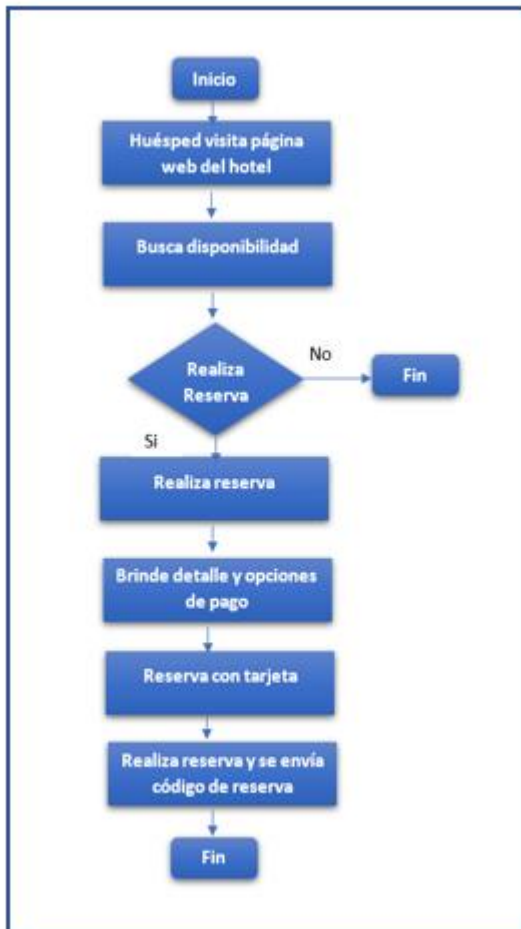 Inicio
Huésped visita página
web del hotel
Busca disponibilidad
Realiza
Reserva
No
Fin
Si
Realiza reserva
Brinde detalle y opciones
de pago
Reserva con tarjeta
Realiza reserva y se envía
código de reserva
Fin